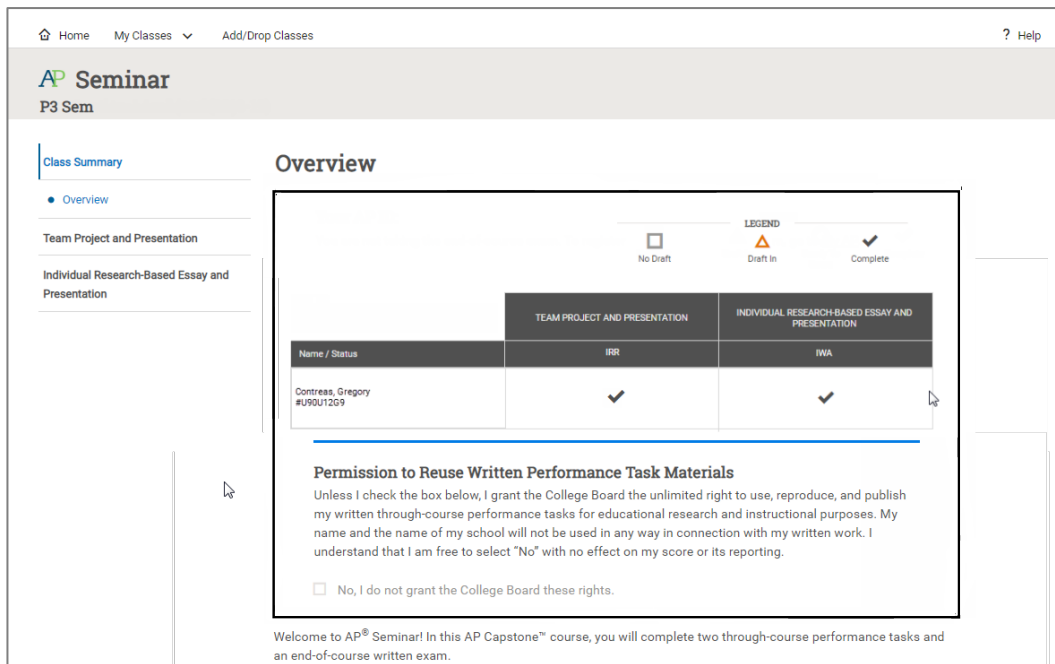 Home My Classes Add/Drop Classes ? Help
AP Seminar
P3 Sem
Class Summary
Overview
Team Project and Presentation
Individual Research-Based Essay and
Presentation
Overview
LEGEND
No Draft Draft In Complete
TEAM PROJECT AND PRESENTATION INDIVIDUAL RESEARCH-BASED ESSAY AND
PRESENTATION
Name / Status IRR IWA
Contreas, Gregory
#U90U12G9
Permission to Reuse Written Performance Task Materials
Unless I check the box below, I grant the College Board the unlimited right to use, reproduce, and publish
my written through-course performance tasks for educational research and instructional purposes. My
name and the name of my school will not be used in any way in connection with my written work. I
understand that I am free to select "No" with no effect on my score or its reporting.
No, I do not grant the College Board these rights.
Welcome to AP® Seminar! In this AP Capstone™ course, you will complete two through-course performance tasks and
an end-of-course written exam.